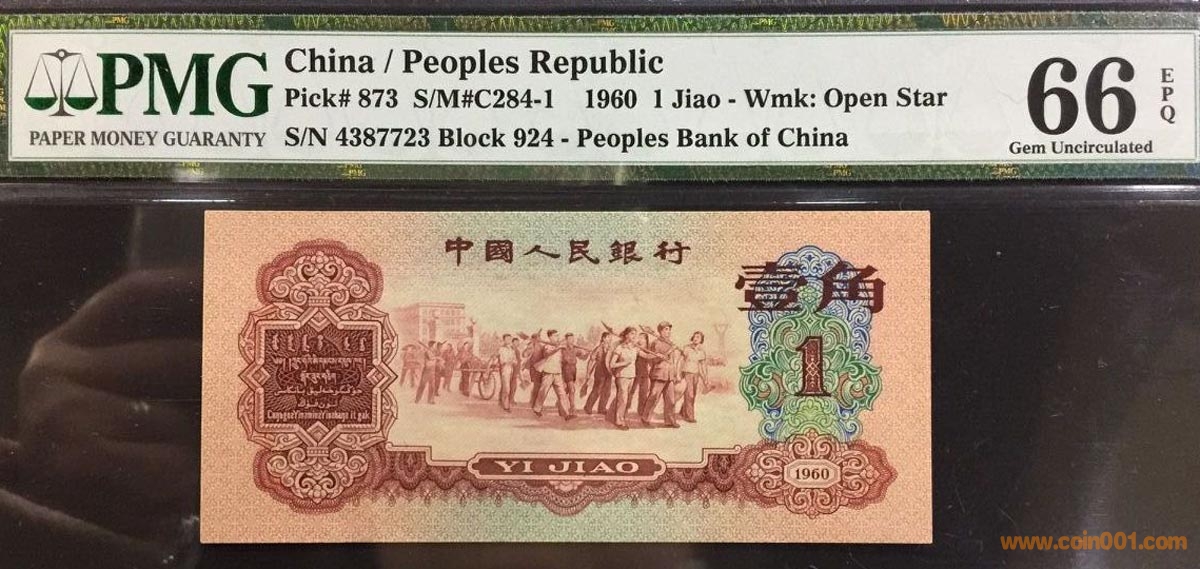 PMG
PAPER MONEY GUARANTY
China / Peoples Republic
Pick# 873 S/M#C284-1 1960 1 Jiao - Wmk: Open Star
S/N 4387723 Block 924 - Peoples Bank of China
66
EPQ
Gem Uncirculated
中國人民銀行
壹角
1
YI JIAO
1960
www.coin001.com